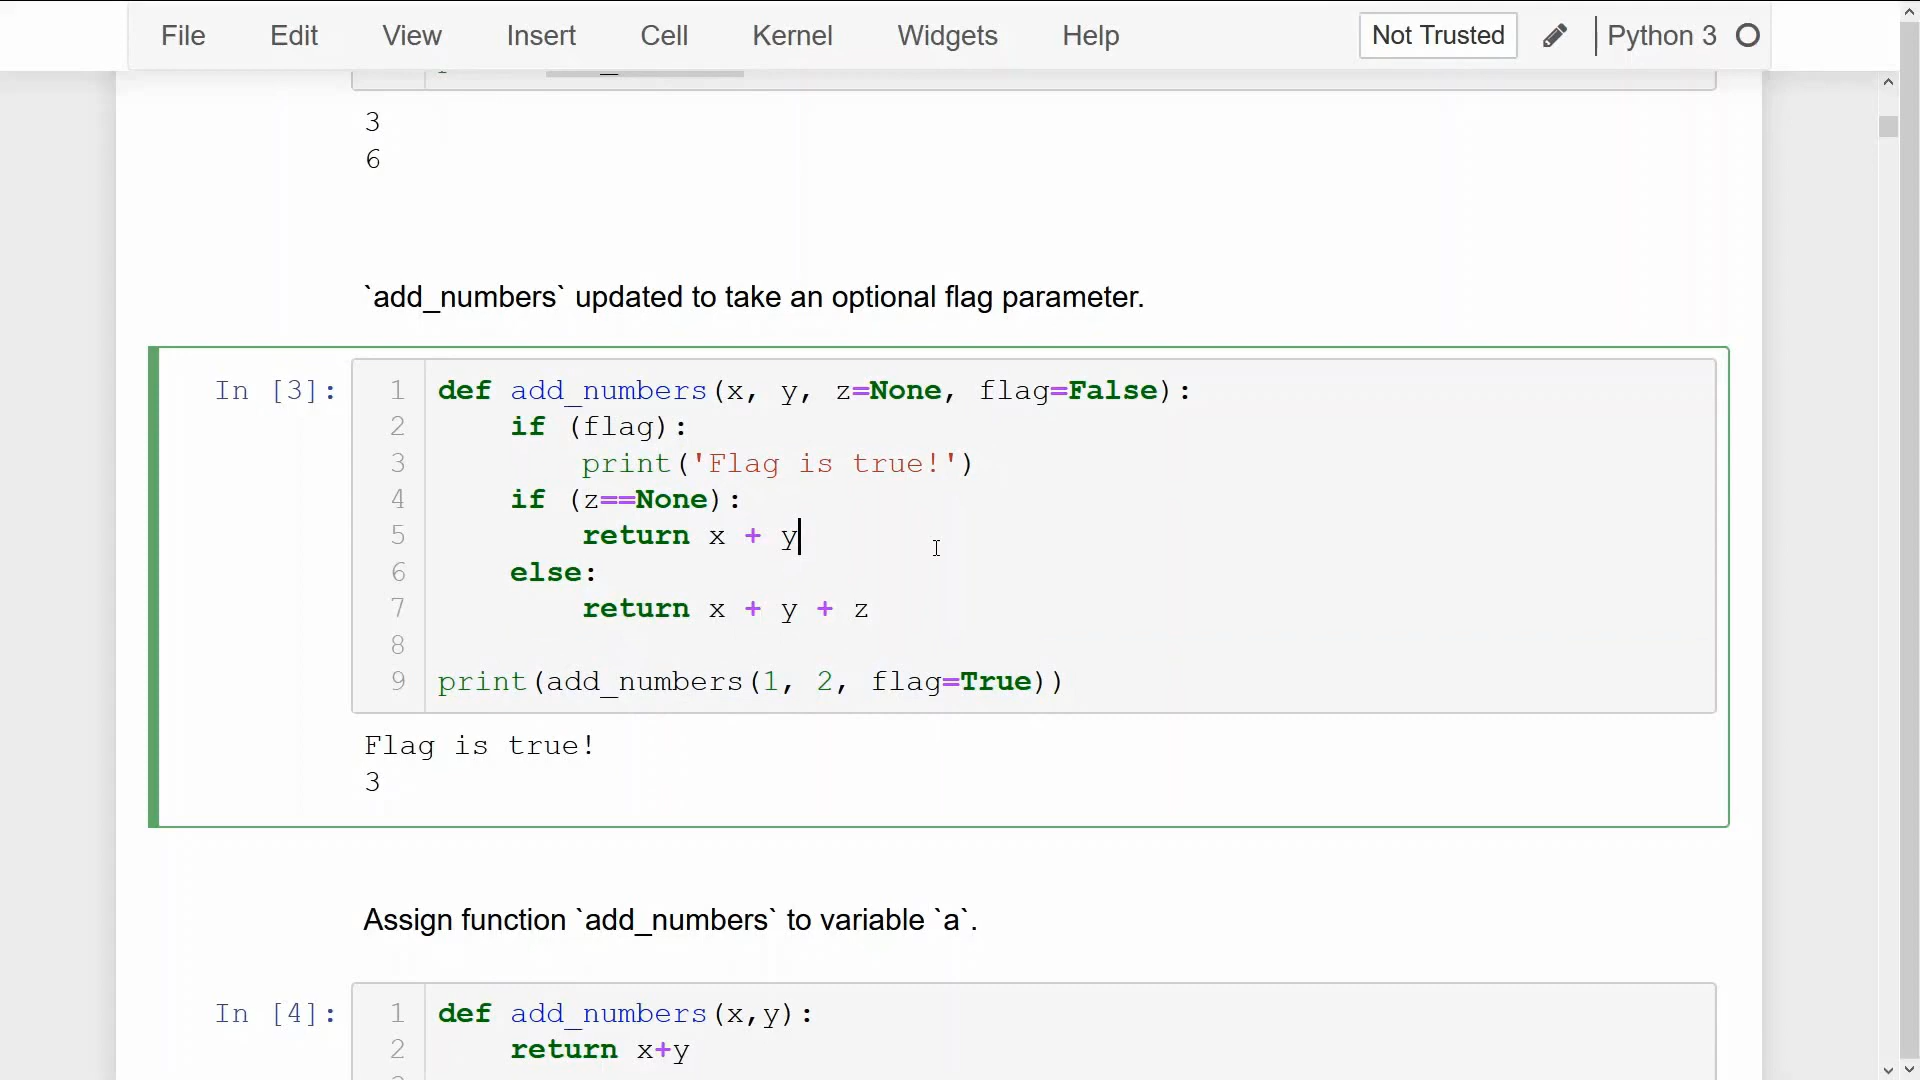 File Edit View Insert Cell Kernel Widgets Help Not Trusted Python 3
3
6
`add_numbers` updated to take an optional flag parameter.
In [3]:
1 def add_numbers(x, y, z=None, flag=False):
2     if (flag):
3         print('Flag is true!')
4     if (z==None):
5         return x + y
6     else:
7         return x + y + z
8
9 print(add_numbers(1, 2, flag=True))
Flag is true!
3
Assign function `add_numbers` to variable `a`.
In [4]:
1 def add_numbers(x,y):
2     return x+y